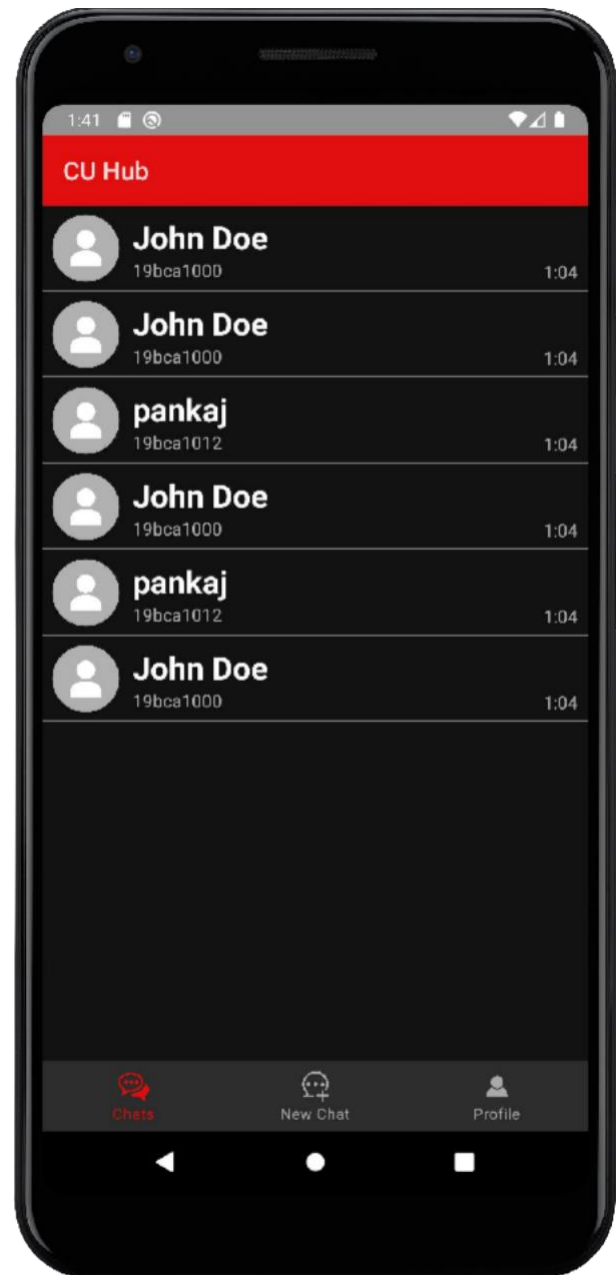 1:41
CU Hub
John Doe
19bca1000
1:04
John Doe
19bca1000
1:04
pankaj
19bca1012
1:04
John Doe
19bca1000
1:04
pankaj
19bca1012
1:04
John Doe
19bca1000
1:04
Chats
New Chat
Profile